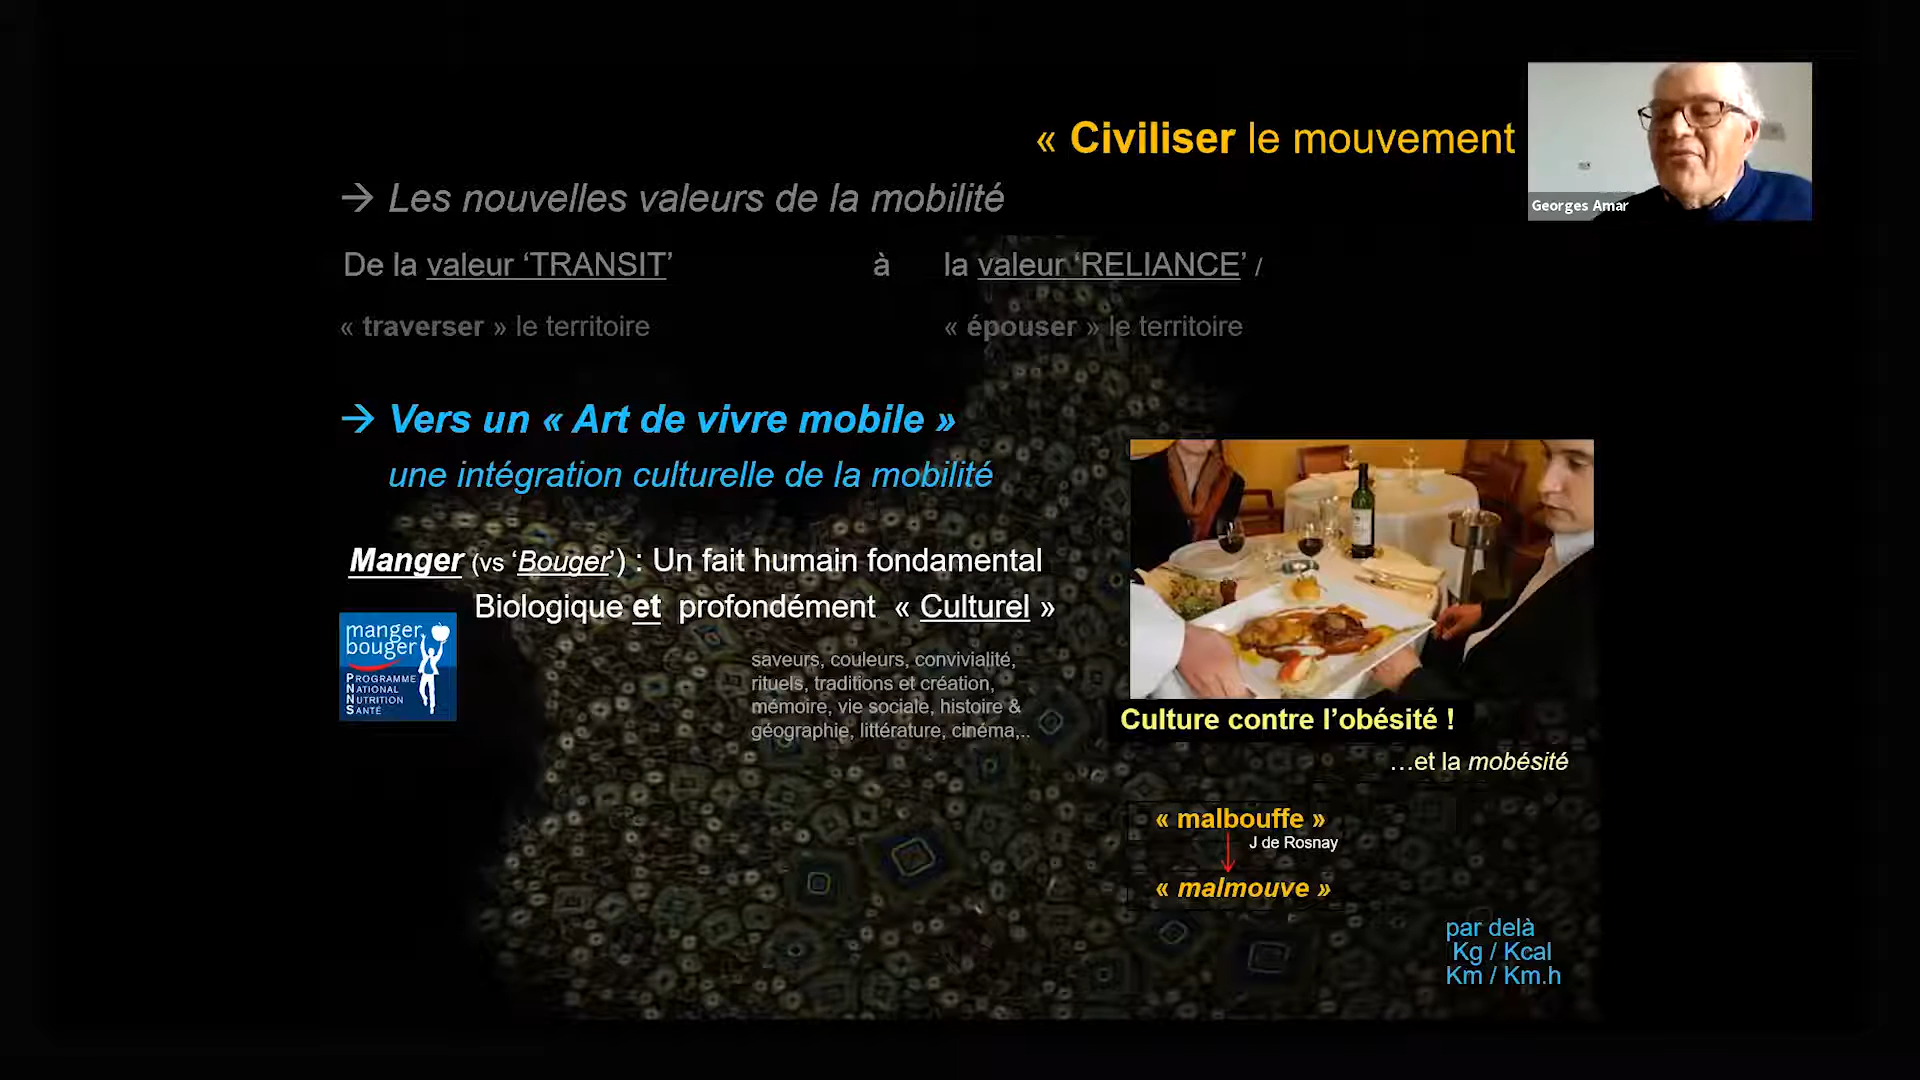 « Civiliser le mouvement
Georges Amar
→ Les nouvelles valeurs de la mobilité
De la valeur ‘TRANSIT’ à la valeur ‘RELIANCE’ /
« traverser » le territoire « épouser » le territoire
→ Vers un « Art de vivre mobile »
une intégration culturelle de la mobilité
Manger (vs ‘Bouger’) : Un fait humain fondamental
Biologique et profondément « Culturel »
manger
bouger
PROGRAMME
NATIONAL
NUTRITION
SANTÉ
saveurs, couleurs, convivialité,
rituels, traditions et création,
mémoire, vie sociale, histoire &
géographie, littérature, cinéma,..
Culture contre l’obésité !
…et la mobésité
« malbouffe »
J de Rosnay
« malmouve »
par delà
Kg / Kcal
Km / Km.h